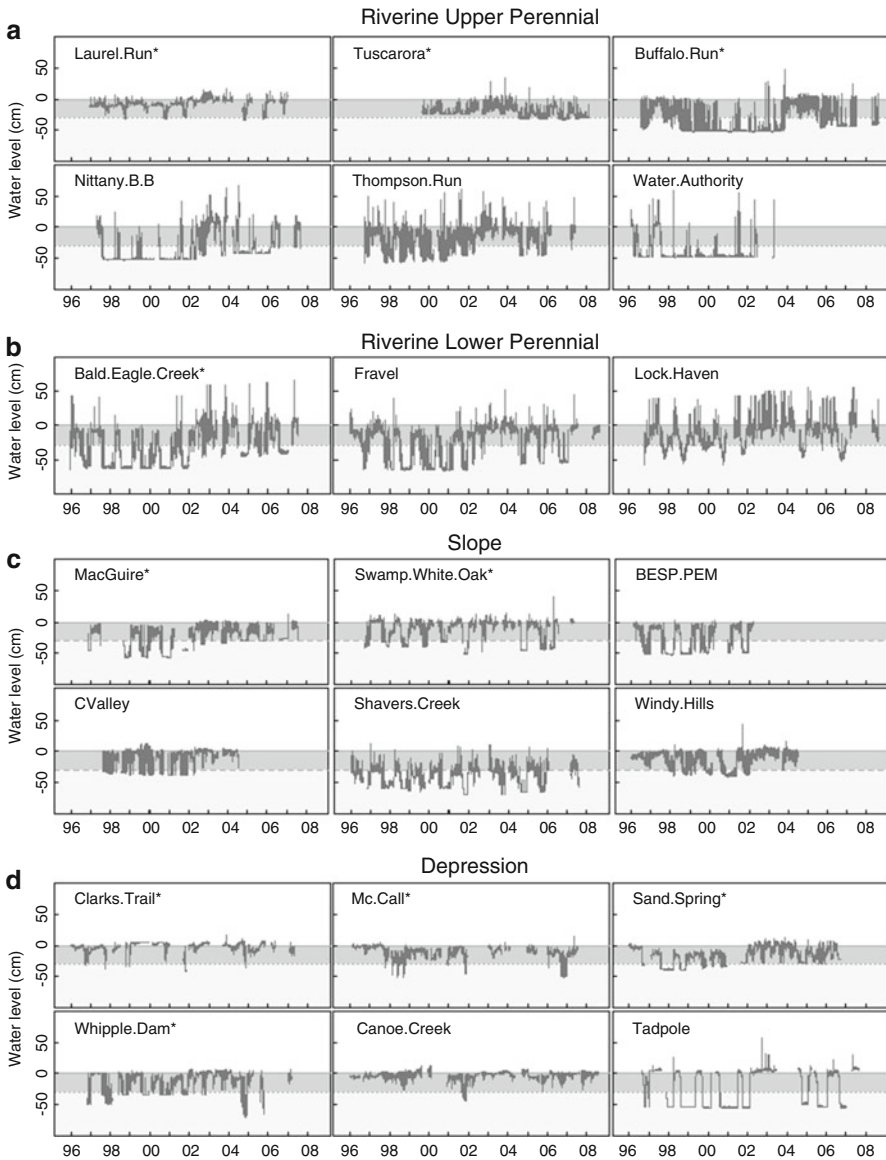 a
Riverine Upper Perennial
Laurel.Run*
Tuscarora*
Buffalo.Run*
50
0
-50
Water level (cm)
Nittany.B.B
Thompson.Run
Water.Authority
50
0
-50
96 98 00 02 04 06 08
96 98 00 02 04 06 08
96 98 00 02 04 06 08
b
Riverine Lower Perennial
Bald.Eagle.Creek*
Fravel
Lock.Haven
50
0
-50
Water level (cm)
96 98 00 02 04 06 08
96 98 00 02 04 06 08
96 98 00 02 04 06 08
c
Slope
MacGuire*
Swamp.White.Oak*
BESP.PEM
50
0
-50
Water level (cm)
CValley
Shavers.Creek
Windy.Hills
50
0
-50
96 98 00 02 04 06 08
96 98 00 02 04 06 08
96 98 00 02 04 06 08
d
Depression
Clarks.Trail*
Mc.Call*
Sand.Spring*
50
0
-50
Water level (cm)
Whipple.Dam*
Canoe.Creek
Tadpole
50
0
-50
96 98 00 02 04 06 08
96 98 00 02 04 06 08
96 98 00 02 04 06 08